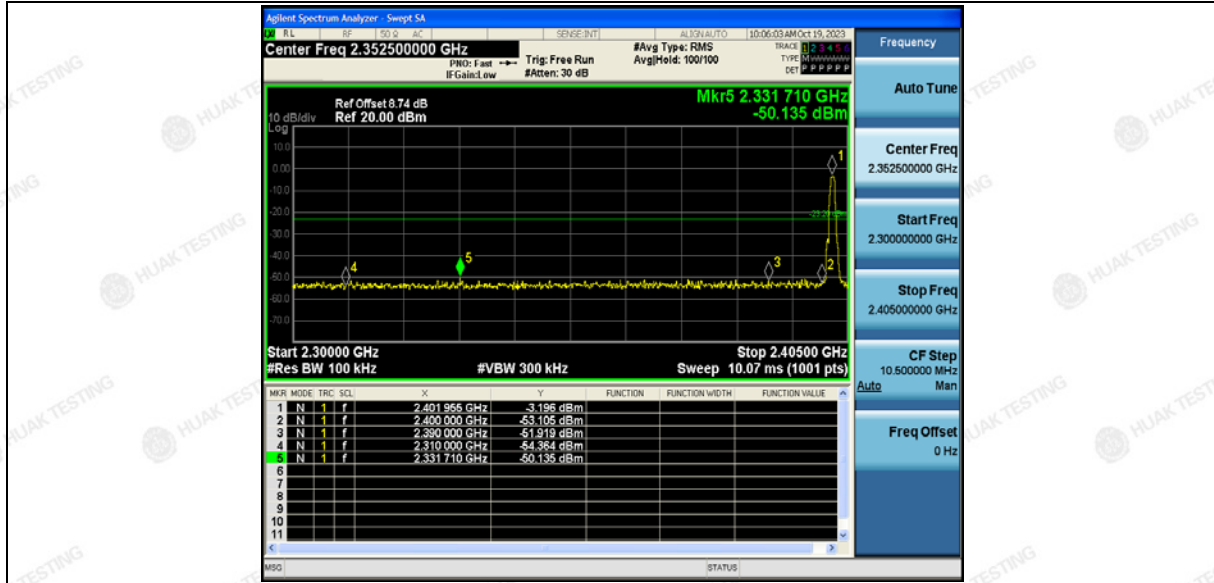 Agilent Spectrum Analyzer - Swept SA
RL RF 50 Ω AC SENSE:INT ALIGN AUTO 10:06:03 AM Oct 19, 2023
Center Freq 2.352500000 GHz
PNO: Fast
IFGain:Low
Trig: Free Run
#Atten: 30 dB
#Avg Type: RMS
Avg|Hold: 100/100
TRACE 1 2 3 4 5 6
TYPE M
DET P P P P P P
Ref Offset 8.74 dB
Ref 20.00 dBm
10 dB/div
Log
Mkr5 2.331 710 GHz
-50.135 dBm
10.0
0.00
-10.0
-20.0
-30.0
-40.0
-50.0
-60.0
-70.0
1
2
3
4
5
Start 2.30000 GHz
Stop 2.40500 GHz
#Res BW 100 kHz
#VBW 300 kHz
Sweep 10.07 ms (1001 pts)
MKR MODE TRC SCL X Y FUNCTION FUNCTION WIDTH FUNCTION VALUE
1 N 1 f 2.401 955 GHz -3.196 dBm
2 N 1 f 2.400 000 GHz -53.105 dBm
3 N 1 f 2.390 000 GHz -51.919 dBm
4 N 1 f 2.310 000 GHz -54.364 dBm
5 N 1 f 2.331 710 GHz -50.135 dBm
6
7
8
9
10
11
MSG
STATUS
Frequency
Auto Tune
Center Freq
2.352500000 GHz
Start Freq
2.300000000 GHz
Stop Freq
2.405000000 GHz
CF Step
10.500000 MHz
Auto Man
Freq Offset
0 Hz
HUAK TESTING